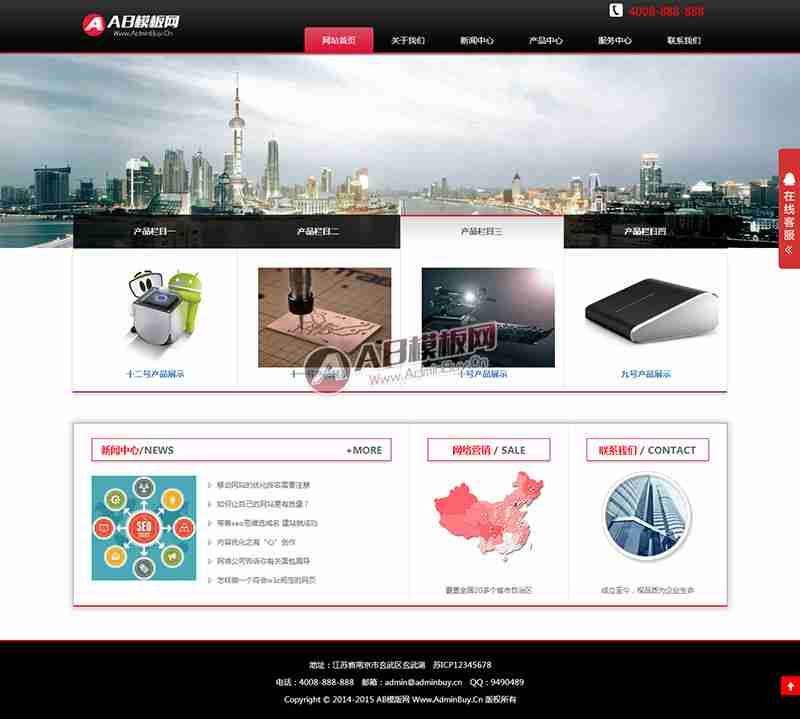 AB模板网
Www.AdminBuy.Cn
4008-888-888
网站首页 关于我们 新闻中心 产品中心 服务中心 联系我们
在线客服
产品栏目一 产品栏目二 产品栏目三 产品栏目四
AB模板网
Www.AdminBuy.Cn
十二号产品展示 十一号产品展示 十号产品展示 九号产品展示
新闻中心/NEWS +MORE
网络营销 / SALE
联系我们 / CONTACT
SEO
移动网站的优化排名需要注意
如何让自己的网站更有质量？
带着seo思维选域名 建站就成功
内容优化之有“心”创作
网络公司告诉你有关面包屑导
怎样做一个符合w3c规范的网页
覆盖全国20多个省市自治区
成立至今，視品质为企业生命
地址：江苏省南京市玄武区玄武湖 苏ICP12345678
电话：4008-888-888 邮箱：admin@adminbuy.cn QQ：9490489
Copyright © 2014-2015 AB模版网 Www.AdminBuy.Cn 版权所有